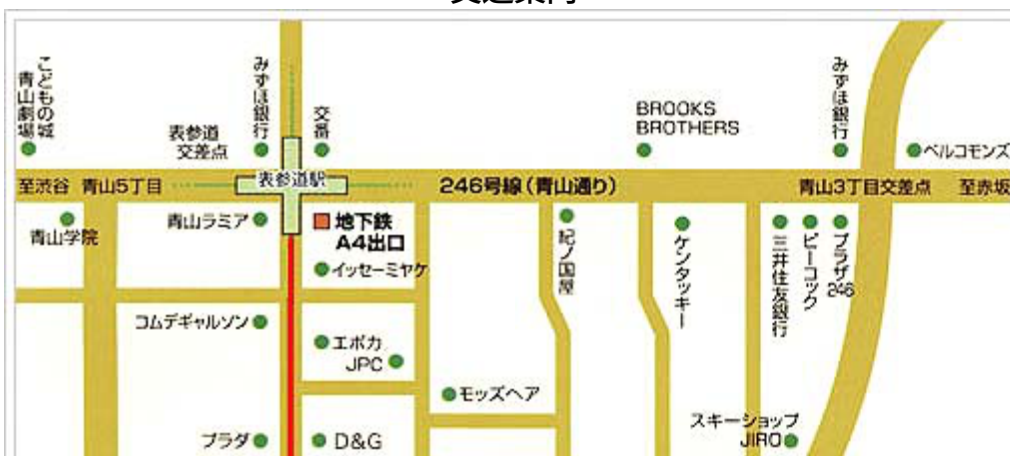 こどもの城
青山劇場
みずほ銀行
表参道
交差点
交番
BROOKS
BROTHERS
みずほ銀行
ベルコモンズ
至渋谷 青山5丁目
表参道駅
246号線(青山通り)
青山3丁目交差点
至赤坂
青山学院
青山ラミア
地下鉄
A4出口
イッセーミヤケ
紀ノ国屋
ケンタッキー
三井住友銀行
ピーコック
プラザ
246
コムデギャルソン
エポカ
JPC
モッズヘア
スキーショップ
JIRO
プラダ
D&G